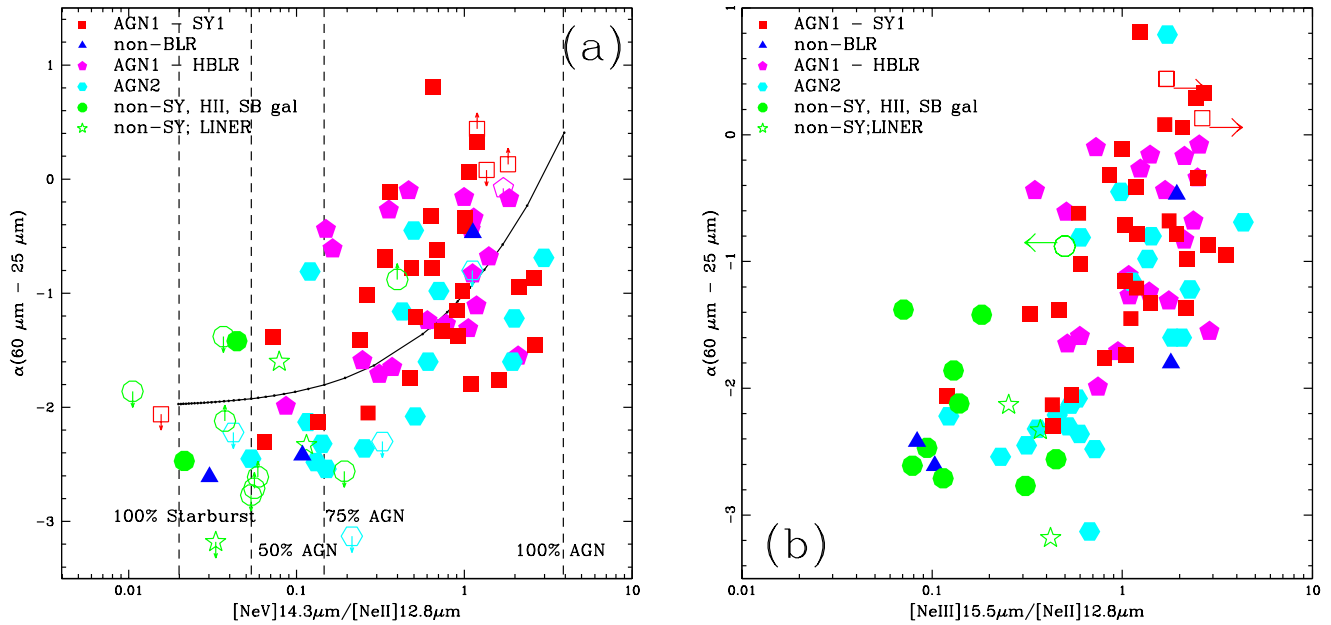 (a)
AGN1 - SY1
non-BLR
AGN1 - HBLR
AGN2
non-SY, HII, SB gal
non-SY; LINER
1
0
-1
-2
-3
α(60 μm - 25 μm)
100% Starburst
50% AGN
75% AGN
100% AGN
0.01
0.1
1
10
[NeV]14.3μm/[NeII]12.8μm
(b)
AGN1 - SY1
non-BLR
AGN1 - HBLR
AGN2
non-SY, HII, SB gal
non-SY;LINER
1
0
-1
-2
-3
α(60 μm - 25 μm)
0.01
0.1
1
10
[NeIII]15.5μm/[NeII]12.8μm